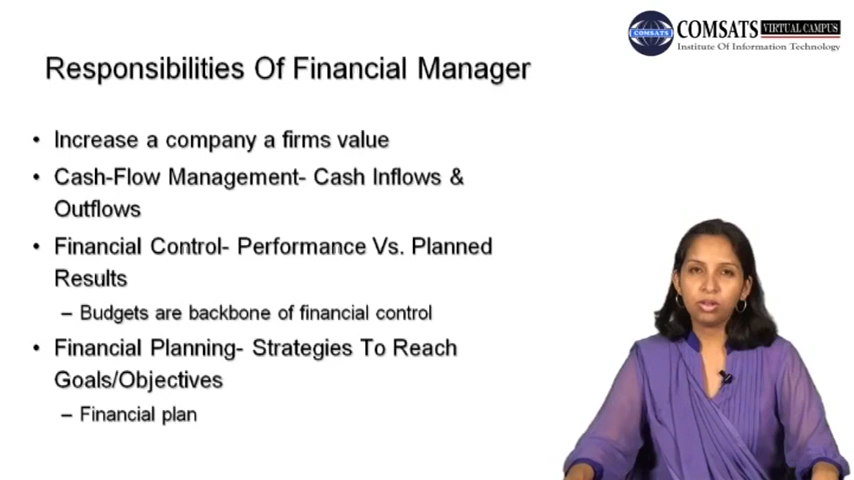 COMSATS VIRTUAL CAMPUS
COMSATS
Institute Of Information Technology
Responsibilities Of Financial Manager
• Increase a company a firms value
• Cash-Flow Management- Cash Inflows &
Outflows
• Financial Control- Performance Vs. Planned
Results
– Budgets are backbone of financial control
• Financial Planning- Strategies To Reach
Goals/Objectives
– Financial plan